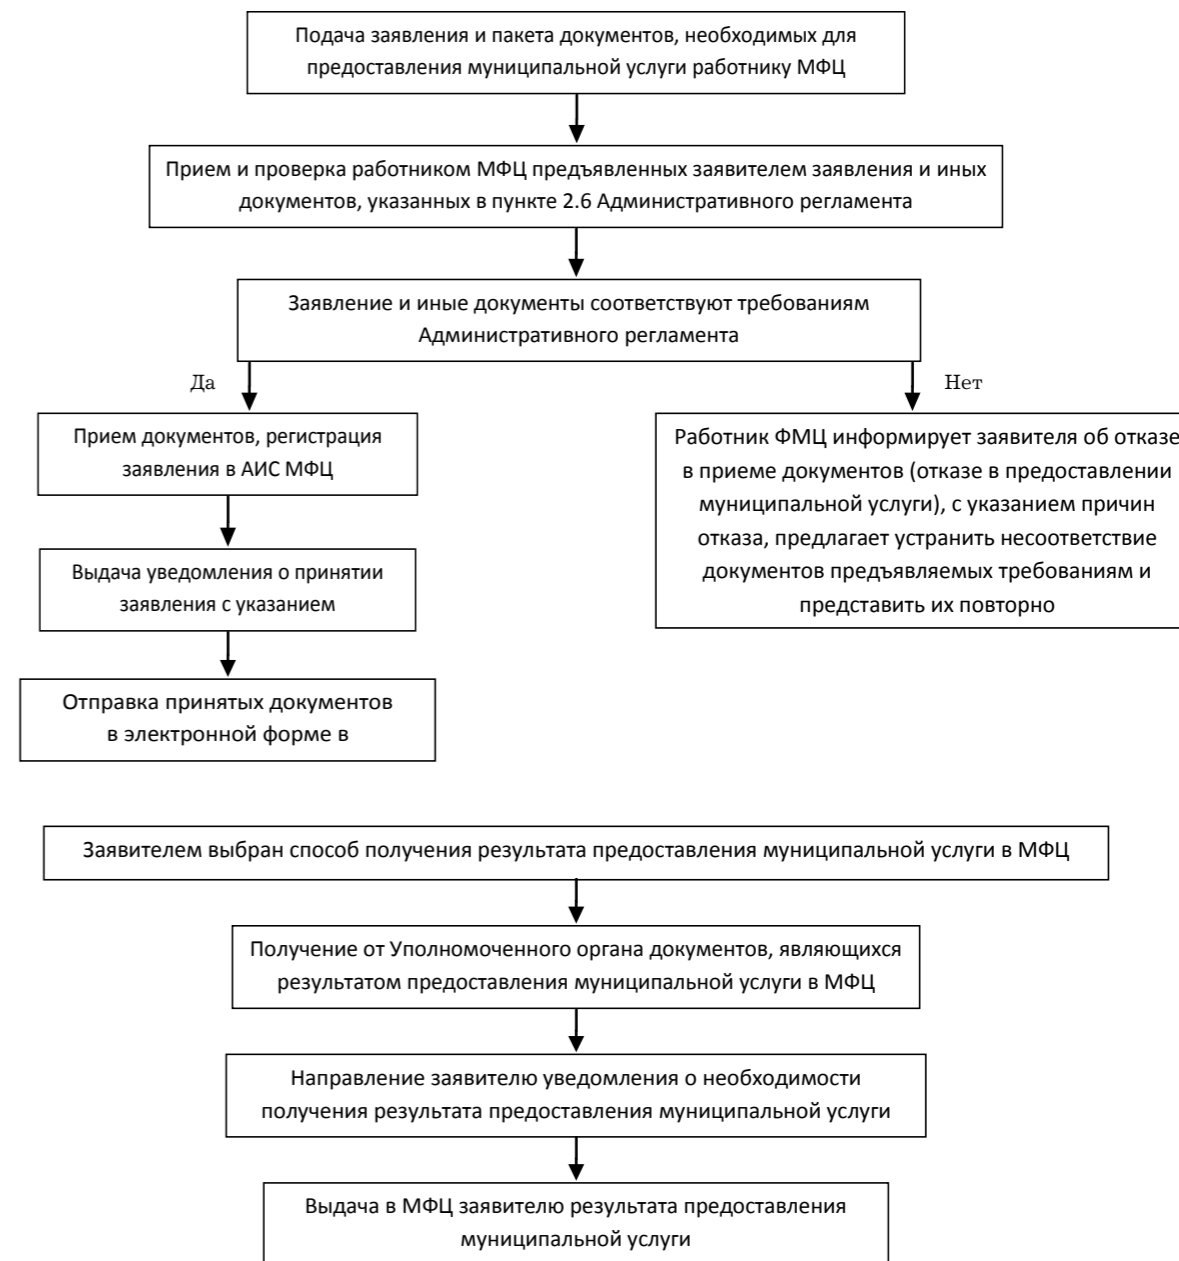 Подача заявления и пакета документов, необходимых для
предоставления муниципальной услуги работнику МФЦ
Прием и проверка работником МФЦ предъявленных заявителем заявления и иных
документов, указанных в пункте 2.6 Административного регламента
Заявление и иные документы соответствуют требованиям
Административного регламента
Да
Нет
Прием документов, регистрация
заявления в АИС МФЦ
Выдача уведомления о принятии
заявления с указанием
Отправка принятых документов
в электронной форме в
Работник ФМЦ информирует заявителя об отказе
в приеме документов (отказе в предоставлении
муниципальной услуги), с указанием причин
отказа, предлагает устранить несоответствие
документов предъявляемых требованиям и
представить их повторно
Заявителем выбран способ получения результата предоставления муниципальной услуги в МФЦ
Получение от Уполномоченного органа документов, являющихся
результатом предоставления муниципальной услуги в МФЦ
Направление заявителю уведомления о необходимости
получения результата предоставления муниципальной услуги
Выдача в МФЦ заявителю результата предоставления
муниципальной услуги